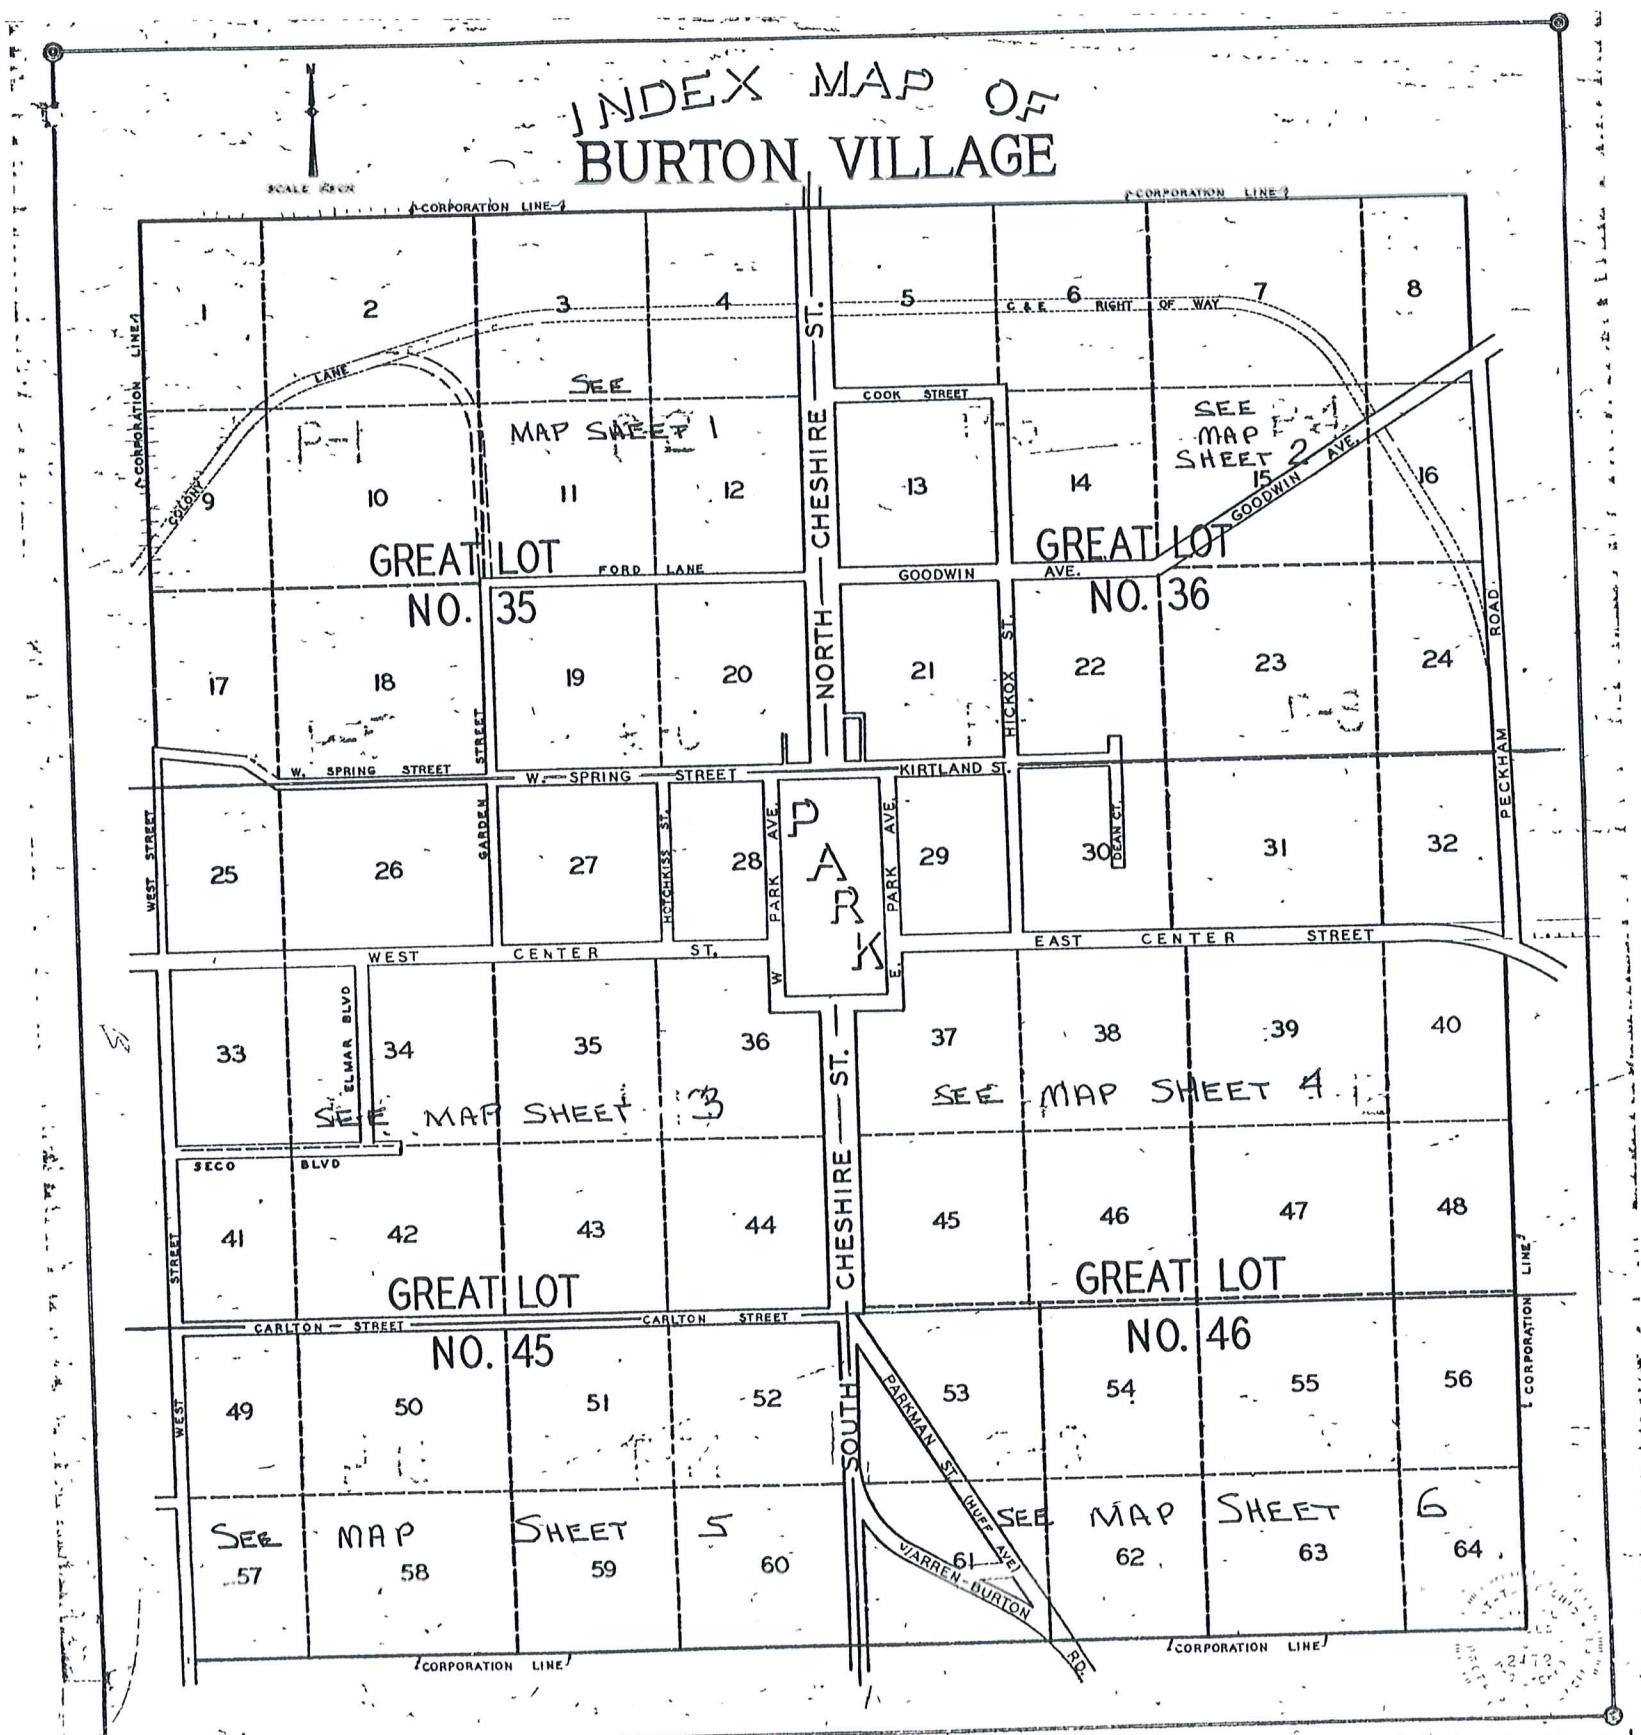 INDEX MAP OF
BURTON VILLAGE
N
SCALE
CORPORATION LINE
CORPORATION LINE
CORPORATION LINE
1 2 3 4 5 6 7 8
C & E RIGHT OF WAY
LANE
COLONY
SEE
MAP SHEET 1
P-1
COOK STREET
SEE
MAP
SHEET 2
GOODWIN AVE.
9 10 11 12 13 14 15 16
GREAT LOT
NO. 35
GREAT LOT
NO. 36
FORD LANE
GOODWIN AVE.
NORTH CHESHIRE ST.
HICKOX ST.
PECKHAM ROAD
17 18 19 20 21 22 23 24
GARDEN STREET
W. SPRING STREET
W. SPRING STREET
KIRTLAND ST.
WEST STREET
HOTCHKISS ST.
W PARK AVE.
PARK
E. PARK AVE.
DEAN CT.
25 26 27 28 29 30 31 32
WEST CENTER ST.
EAST CENTER STREET
ELMAR BLVD
33 34 35 36 37 38 39 40
SEE MAP SHEET 3
SEE MAP SHEET 4
SECO BLVD
SOUTH CHESHIRE ST.
41 42 43 44 45 46 47 48
WEST STREET
GREAT LOT
NO. 45
GREAT LOT
NO. 46
CARLTON STREET
CARLTON STREET
CORPORATION LINE
49 50 51 52 53 54 55 56
PARKMAN ST. (HUFF AVE)
SEE MAP SHEET 5
SEE MAP SHEET 6
57 58 59 60 61 62 63 64
WARREN-BURTON RD.
CORPORATION LINE
CORPORATION LINE